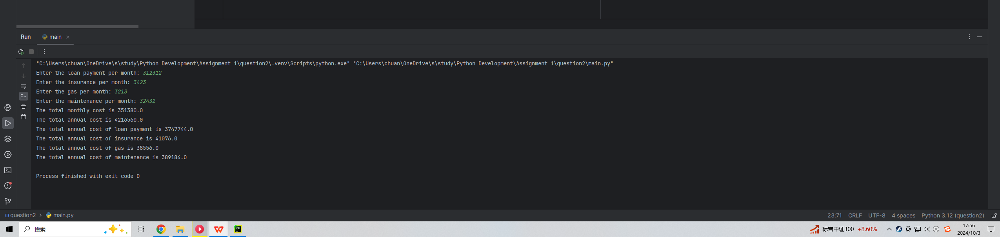 Run main
"C:\Users\chuan\OneDrive\s\study\Python Development\Assignment 1\question2\.venv\Scripts\python.exe" "C:\Users\chuan\OneDrive\s\study\Python Development\Assignment 1\question2\main.py"
Enter the loan payment per month: 312312
Enter the insurance per month: 3423
Enter the gas per month: 3213
Enter the maintenance per month: 32432
The total monthly cost is 351380.0
The total annual cost is 4216560.0
The total annual cost of loan payment is 3747744.0
The total annual cost of insurance is 41076.0
The total annual cost of gas is 38556.0
The total annual cost of maintenance is 389184.0
Process finished with exit code 0
question2 > main.py 23:71 CRLF UTF-8 4 spaces Python 3.12 (question2)
搜索 PC 标普中证300 +8.60% 17:56
2024/10/3